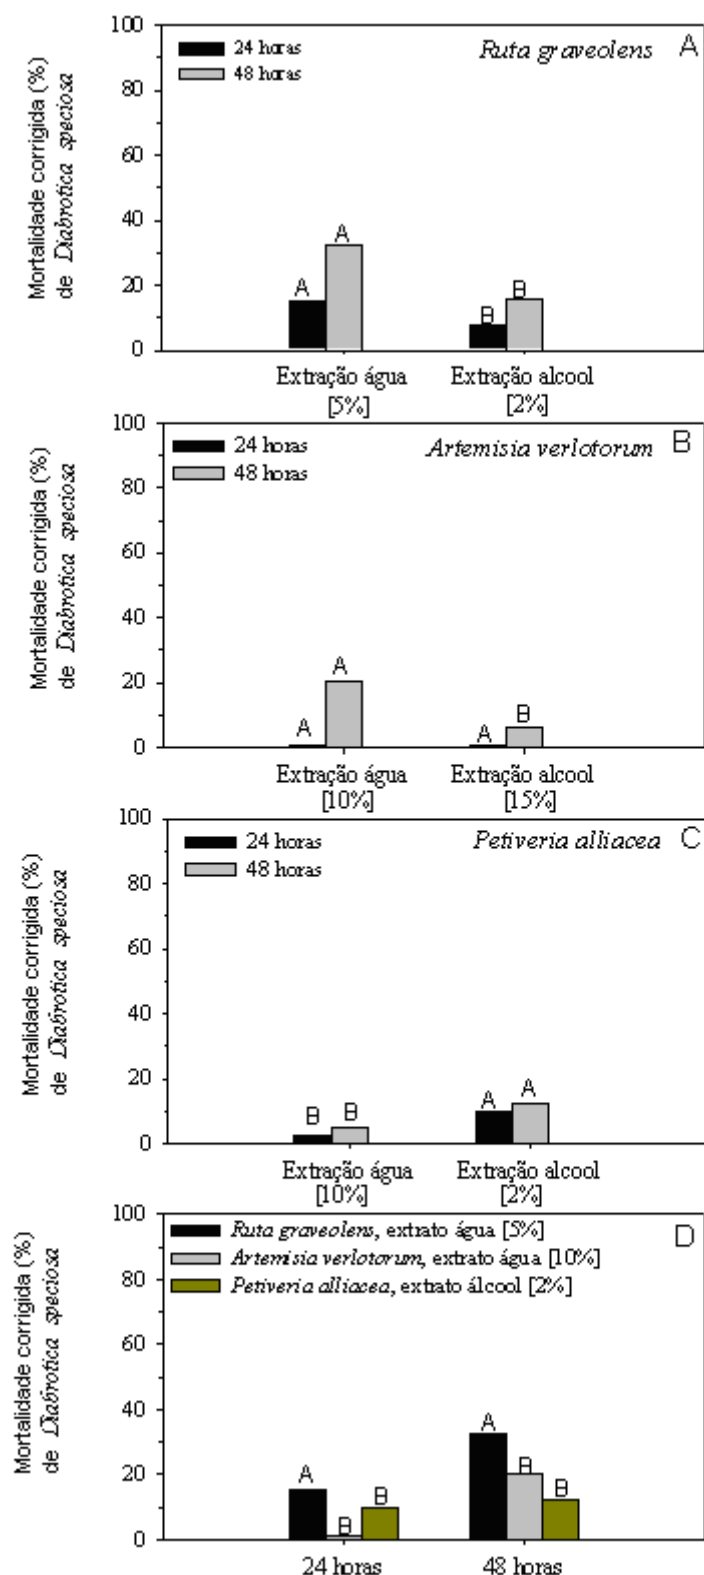 Mortalidade corrigida (%)
de Diabrotica speciosa
100
80
60
40
20
0
24 horas
48 horas
Ruta graveolens
A
A
A
B
B
Extração água
[5%]
Extração alcool
[2%]
Mortalidade corrigida (%)
de Diabrotica speciosa
100
80
60
40
20
0
24 horas
48 horas
Artemisia verlotorum
B
A
A
A
B
Extração água
[10%]
Extração alcool
[15%]
Mortalidade corrigida (%)
de Diabrotica speciosa
100
80
60
40
20
0
24 horas
48 horas
Petiveria alliacea
C
B
B
A
A
Extração água
[10%]
Extração alcool
[2%]
Mortalidade corrigida (%)
de Diabrotica speciosa
100
80
60
40
20
0
Ruta graveolens, extrato água [5%]
Artemisia verlotorum, extrato água [10%]
Petiveria alliacea, extrato álcool [2%]
D
A
B
B
A
B
B
24 horas
48 horas